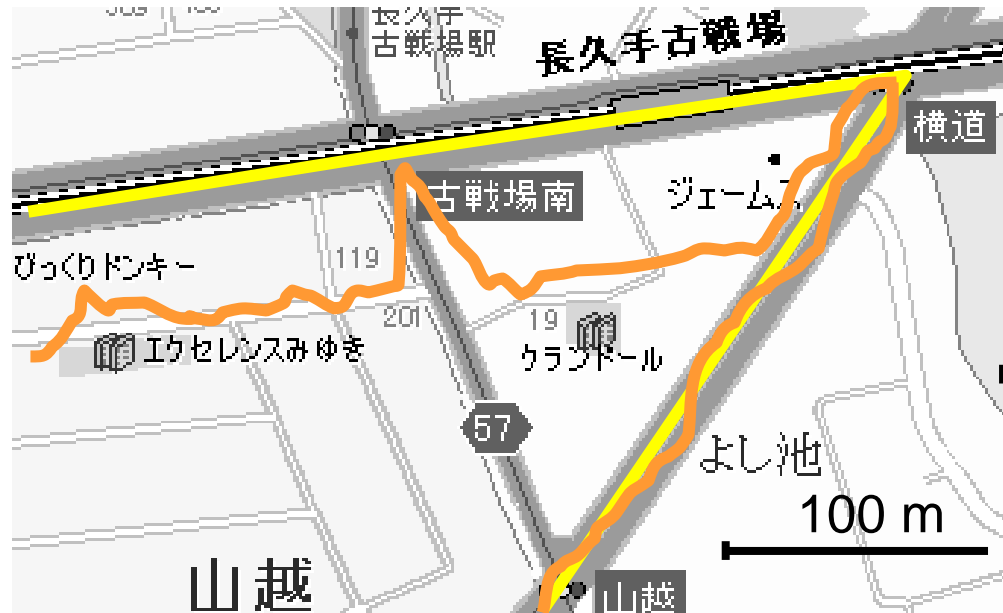 長久手
古戦場駅
長久手古戦場
横道
ジェームス
古戦場南
119
びっくりドンキー
201
19
エクセレンスみゆき
クランドール
57
よし池
100 m
山越
山越